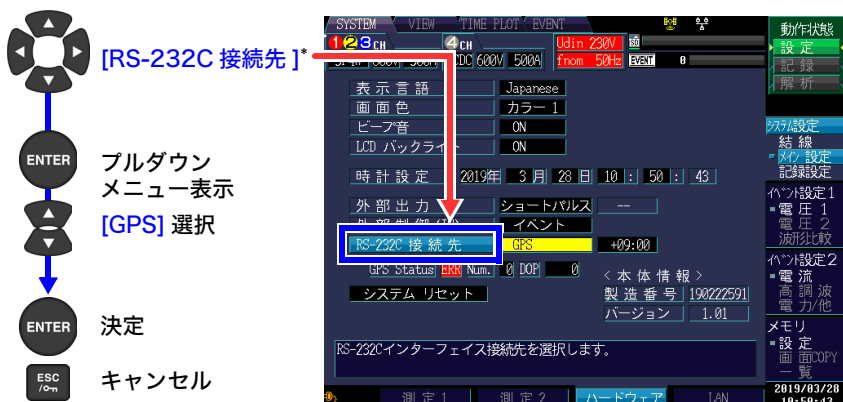 [RS-232C 接続先 ]*
ENTER
プルダウン
メニュー表示
[GPS] 選択
ENTER
決定
ESC
キャンセル
SYSTEM VIEW TIME PLOT EVENT
123CH 4CH Udin 230V
600V 500A fnom 50Hz EVENT 0
表示言語 Japanese
画面色 カラー 1
ビープ音 ON
LCD バックライト ON
時計設定 2019年 3月 28日 10 : 50 : 43
外部出力 ショートパルス --
イベント
RS-232C 接続先 GPS +09:00
GPS Status ERR Num. 0 DOP 0
<本体情報>
システム リセット 製造番号 190222591
バージョン 1.01
RS-232Cインターフェイス接続先を選択します。
測定1 測定2 ハードウェア LAN
動作状態
設定
記録
解析
システム設定
結線
メイン設定
記録設定
イベント設定1
電圧1
電圧2
波形比較
イベント設定2
電流
高調波
電力/他
メモリ
設定
画面COPY
一覧
2019/03/28
10:50:43